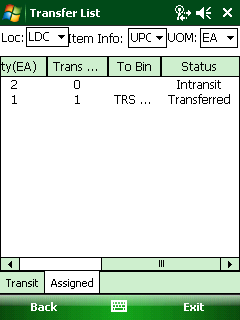 Transfer List
Loc: LDC Item Info: UPC UOM: EA
ty(EA) Trans ... To Bin Status
2 0 Intransit
1 1 TRS ... Transferred
Transit Assigned
Back Exit